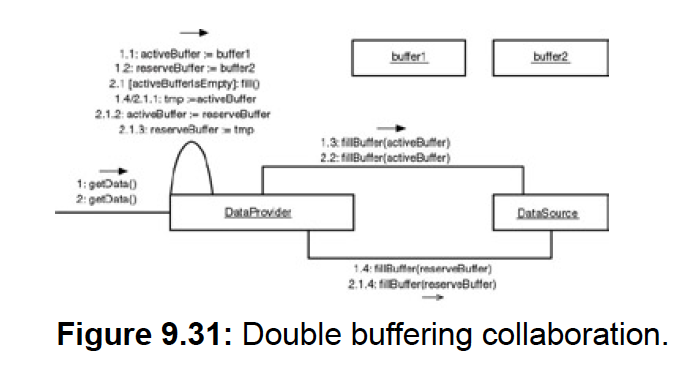 1.1: activeBuffer := buffer1
1.2: reserveBuffer := buffer2
2.1 [activeBufferIsEmpty]: fill()
1.4/2.1.1: tmp :=activeBuffer
2.1.2: activeBuffer := reserveBuffer
2.1.3: reserveBuffer := tmp
buffer1
buffer2
1.3: fillBuffer(activeBuffer)
2.2: fillBuffer(activeBuffer)
1: getData()
2: getData()
DataProvider
DataSource
1.4: fillBuffer(reserveBuffer)
2.1.4: fillBuffer(reserveBuffer)
Figure 9.31: Double buffering collaboration.